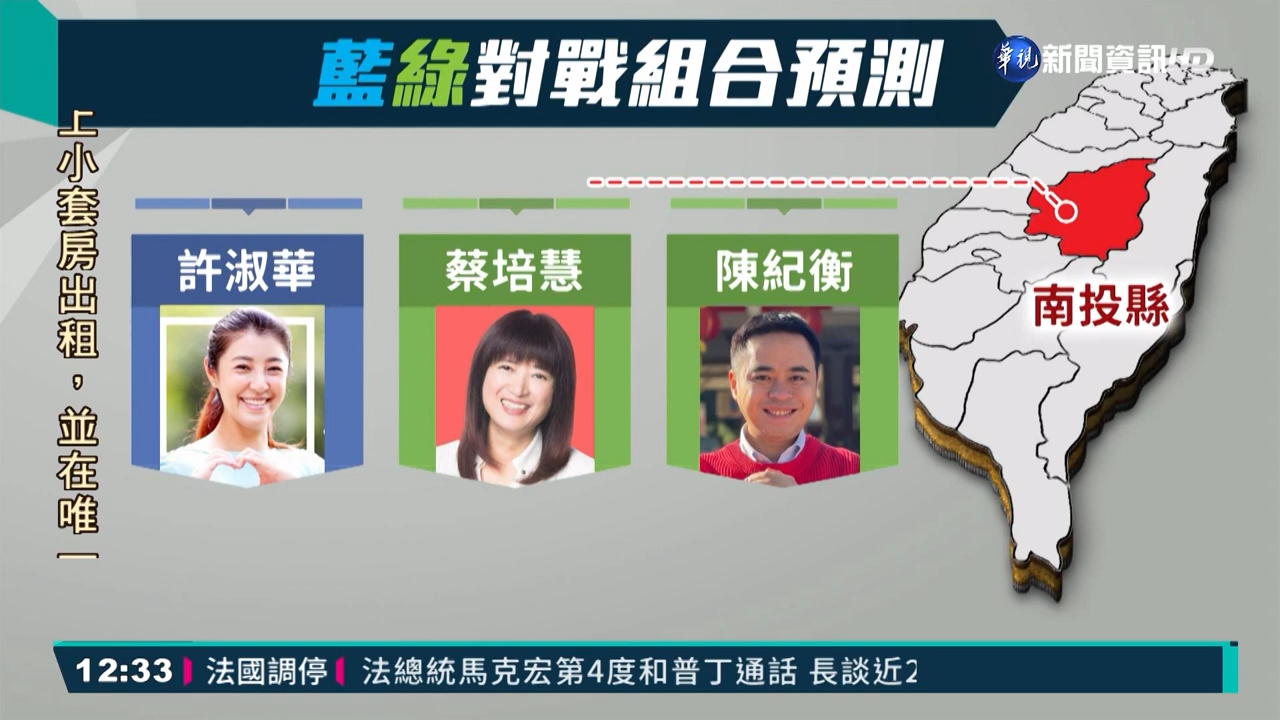 藍綠對戰組合預測
華視新聞資訊HD
上小套房出租，並在唯一
許淑華
蔡培慧
陳紀衡
南投縣
12:33 法國調停 法總統馬克宏第4度和普丁通話 長談近2